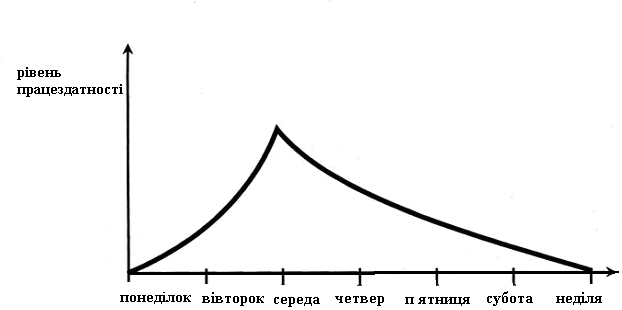 рівень
працездатності
понеділок вівторок середа четвер п ятниця субота неділя